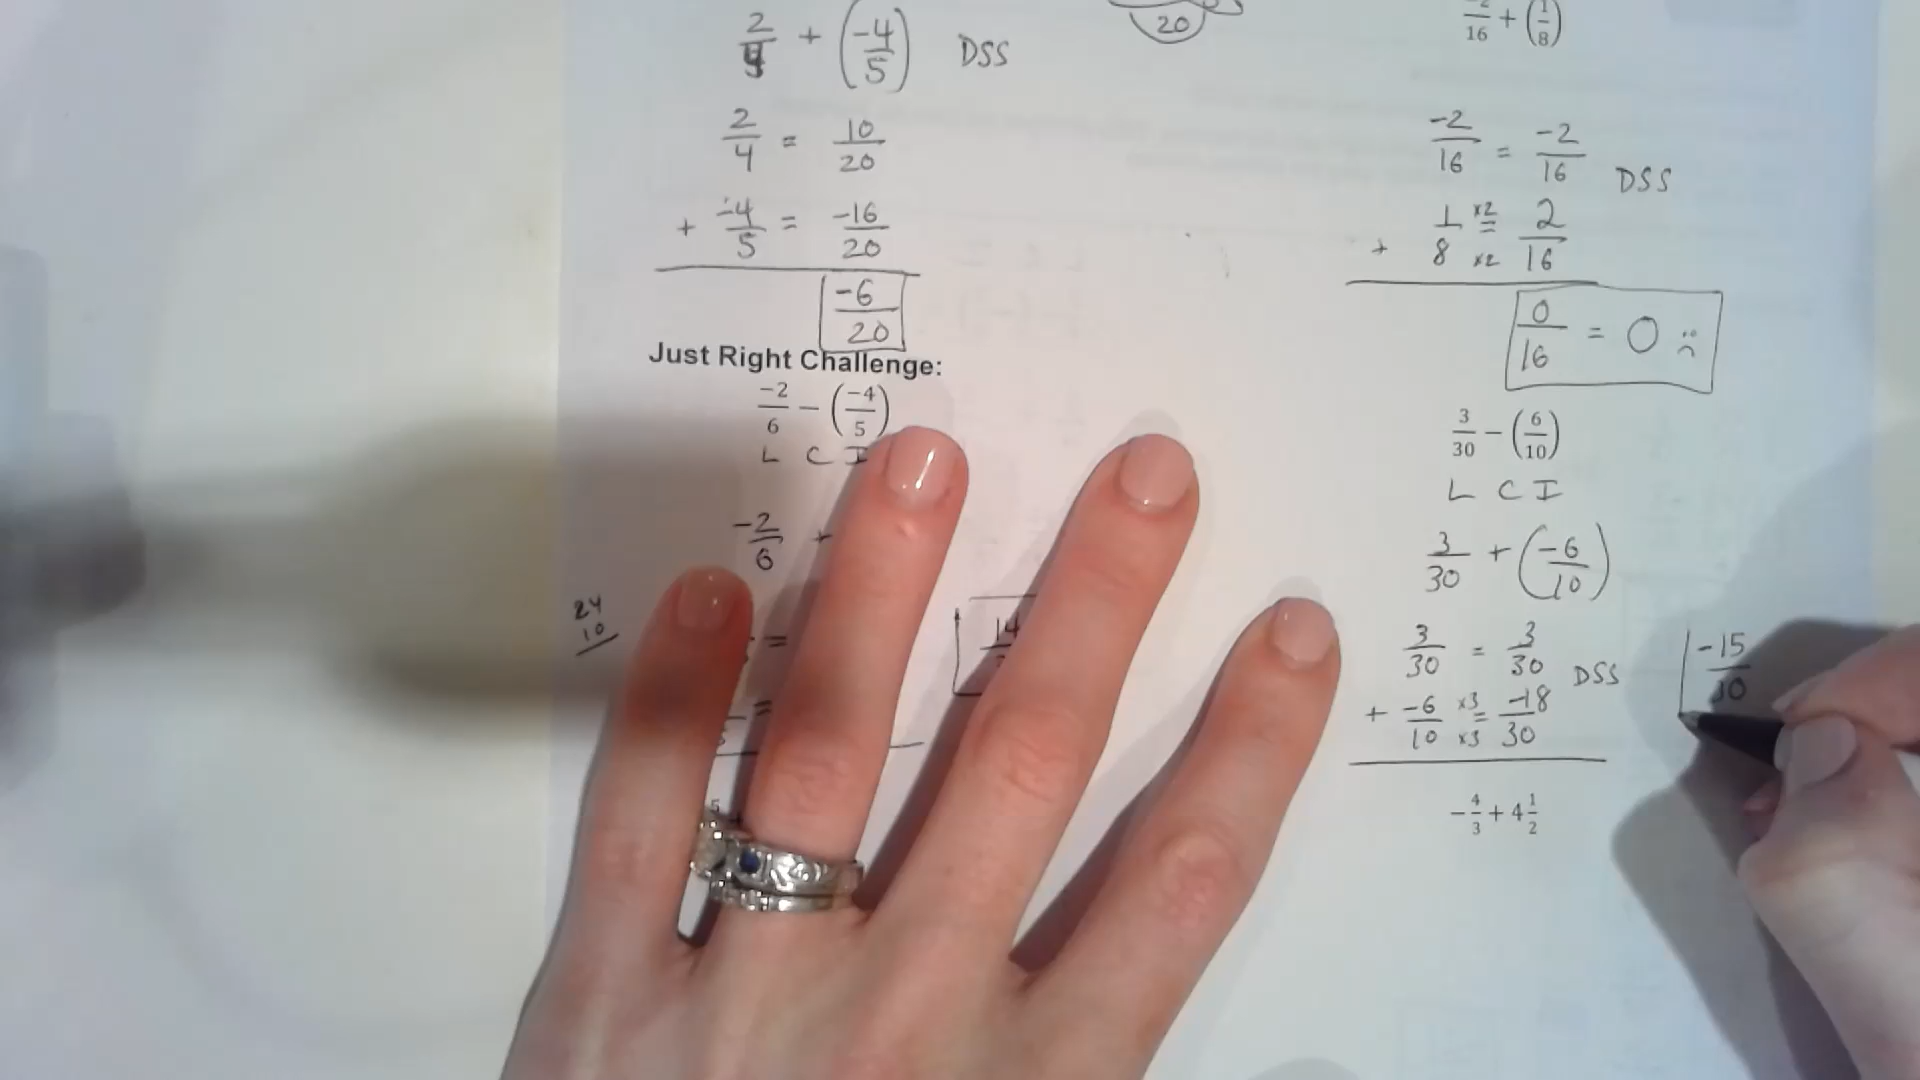 2/4 + (-4/5) DSS
2/4 = 10/20
+ -4/5 = -16/20
-6/20
Just Right Challenge:
-2/6 - (-4/5)
L C I
-2/6 +
24
10
=
=
14
20
-2/16 + (1/8)
-2/16 = -2/16 DSS
+ 1/8 ×2/×2 = 2/16
0/16 = 0 :(
3/30 - (6/10)
L C I
3/30 + (-6/10)
3/30 = 3/30 DSS
+ -6/10 ×3/×3 = -18/30
-15/30
-4/3 + 4 1/2